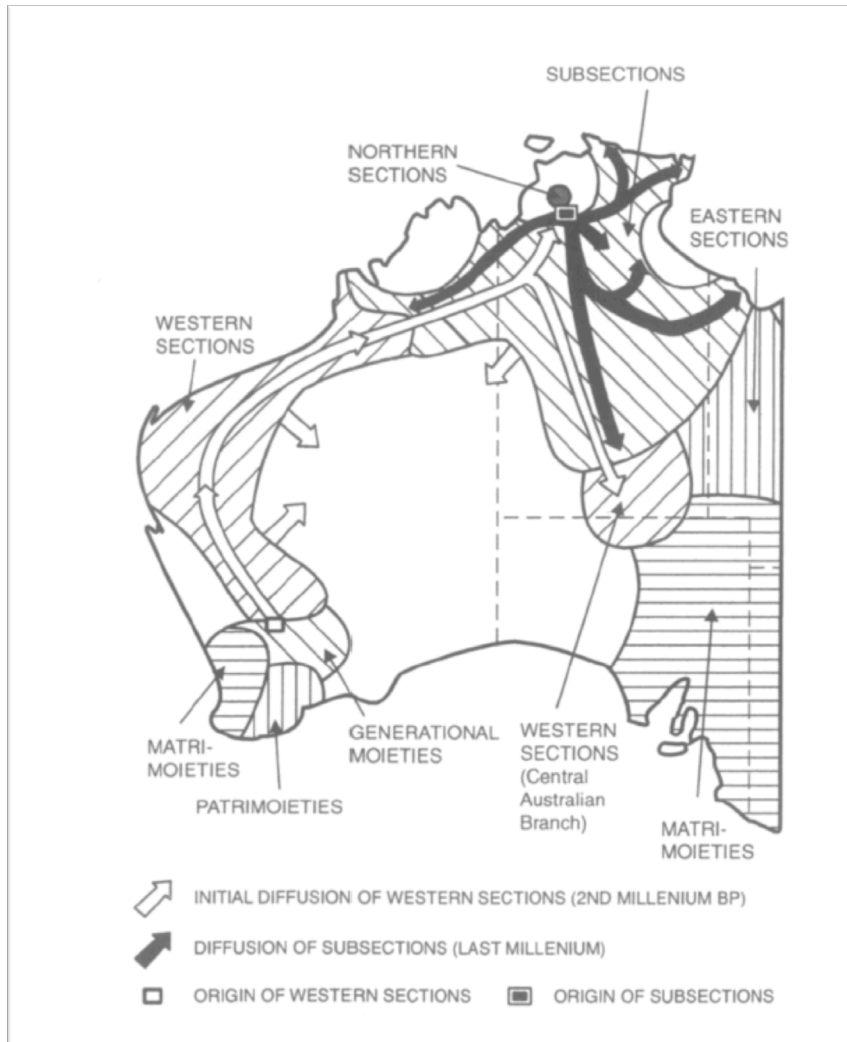 SUBSECTIONS
NORTHERN
SECTIONS
EASTERN
SECTIONS
WESTERN
SECTIONS
MATRI-
MOIETIES
PATRIMOIETIES
GENERATIONAL
MOIETIES
WESTERN
SECTIONS
(Central
Australian
Branch)
MATRI-
MOIETIES
INITIAL DIFFUSION OF WESTERN SECTIONS (2ND MILLENIUM BP)
DIFFUSION OF SUBSECTIONS (LAST MILLENIUM)
ORIGIN OF WESTERN SECTIONS
ORIGIN OF SUBSECTIONS